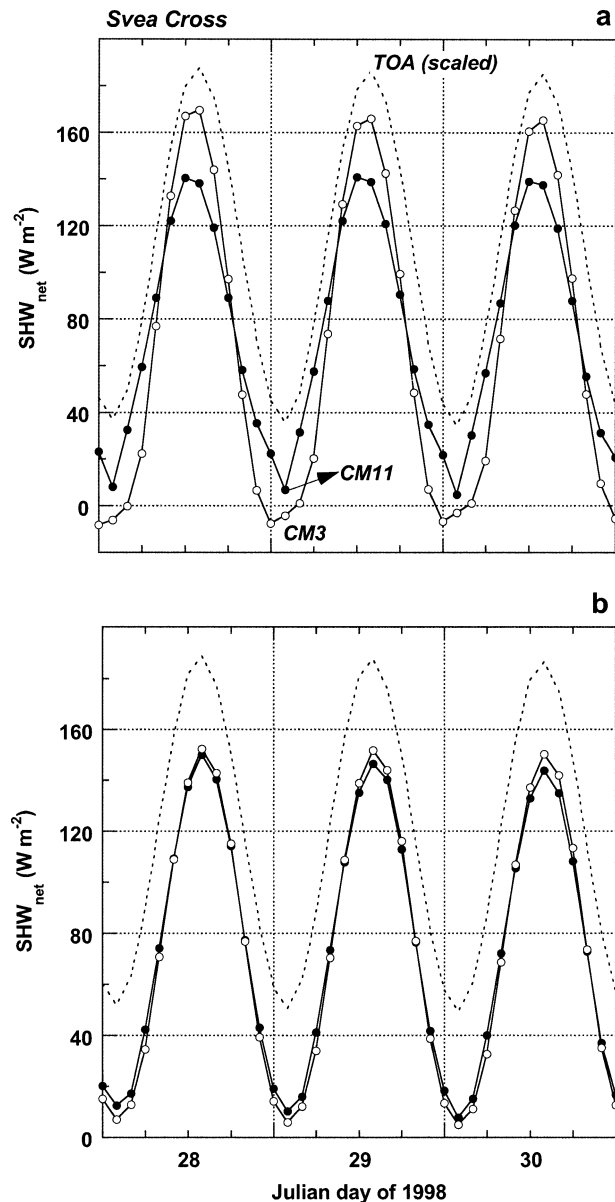 Svea Cross
a
TOA (scaled)
160
120
80
40
0
SHWnet (W m-2)
CM11
CM3
b
160
120
80
40
0
SHWnet (W m-2)
28
29
30
Julian day of 1998